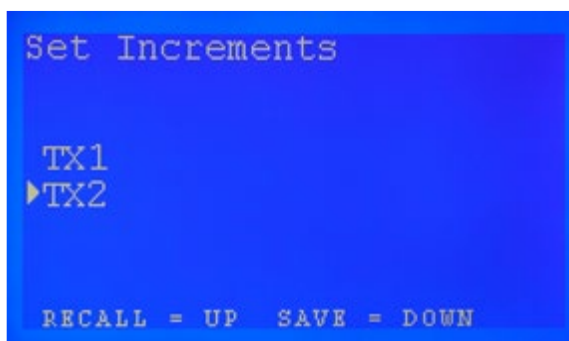 Set Increments
TX1
TX2
RECALL = UP SAVE = DOWN